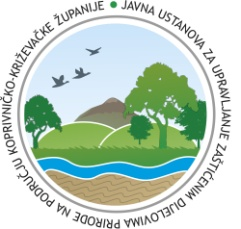 JAVNA USTANOVA ZA UPRAVLJANJE ZAŠTIĆENIM DIJELOVIMA PRIRODE NA PODRUČJU KOPRIVNIČKO-KRIŽEVAČKE ŽUPANIJE